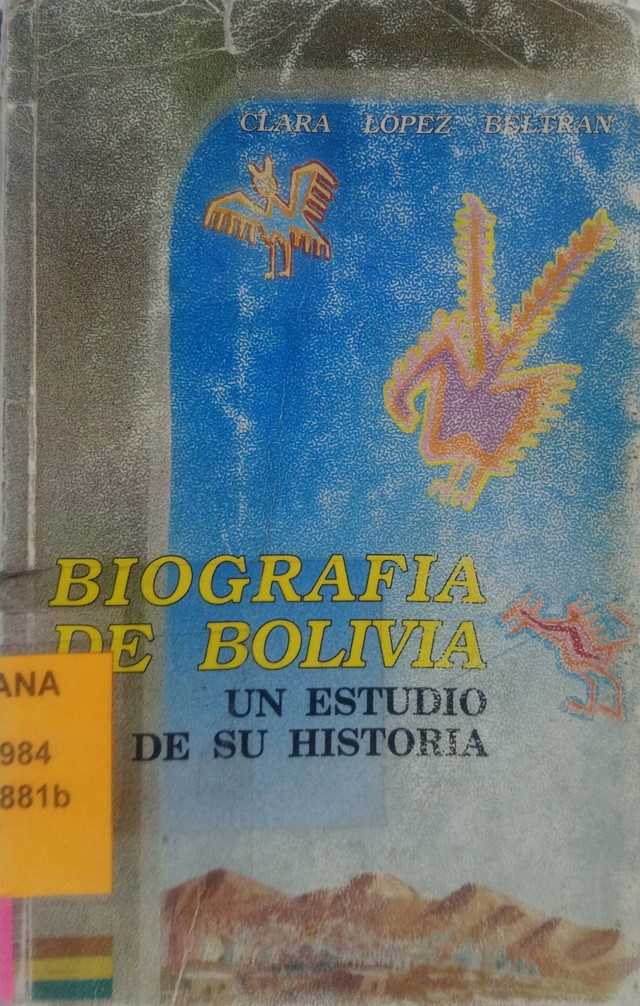 CLARA LOPEZ BELTRAN
BIOGRAFIA
DE BOLIVIA
UN ESTUDIO
DE SU HISTORIA
ANA
984
881b